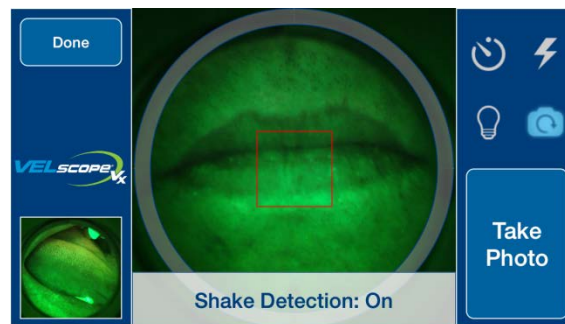 Done
VELSCOPE Vx
Shake Detection: On
Take
Photo